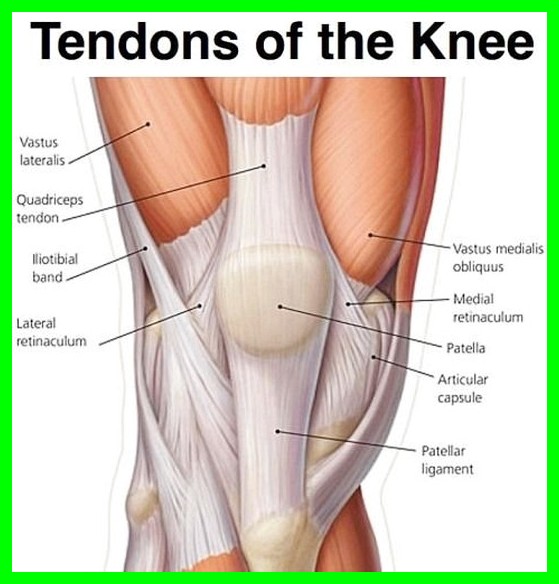 Tendons of the Knee
Vastus
lateralis
Quadriceps
tendon
Iliotibial
band
Lateral
retinaculum
Vastus medialis
obliquus
Medial
retinaculum
Patella
Articular
capsule
Patellar
ligament